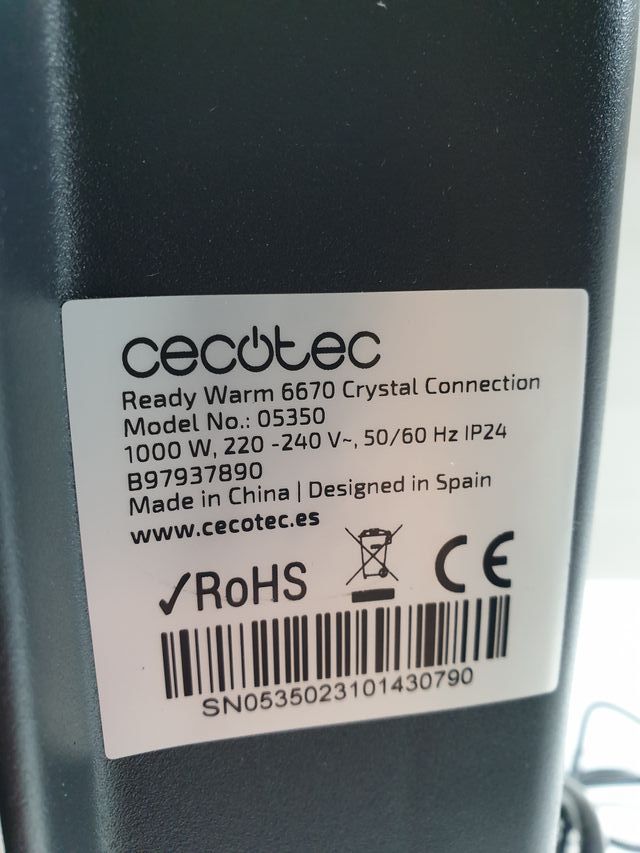 cecotec
Ready Warm 6670 Crystal Connection
Model No.: 05350
1000 W, 220 -240 V~, 50/60 Hz IP24
B97937890
Made in China | Designed in Spain
www.cecotec.es
✓RoHS CE
SN0535023101430790